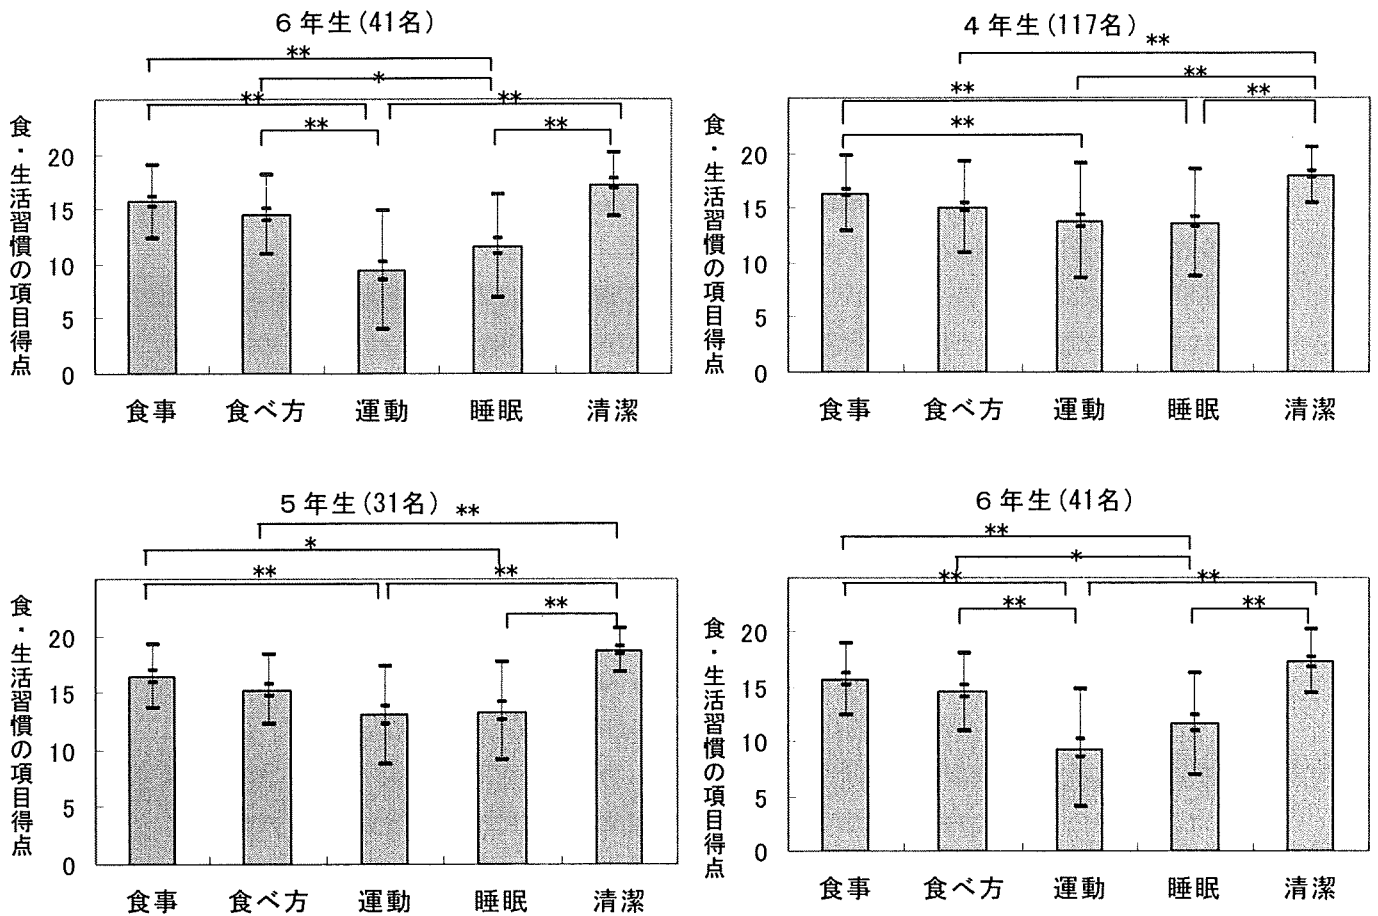 6年生(41名)
**
*
**
**
**
**
食・生活習慣の項目得点
20
15
10
5
0
食事
食べ方
運動
睡眠
清潔
4年生(117名)
**
**
**
**
**
食・生活習慣の項目得点
20
15
10
5
0
食事
食べ方
運動
睡眠
清潔
5年生(31名)
**
*
**
**
**
食・生活習慣の項目得点
20
15
10
5
0
食事
食べ方
運動
睡眠
清潔
6年生(41名)
**
*
**
**
**
**
食・生活習慣の項目得点
20
15
10
5
0
食事
食べ方
運動
睡眠
清潔